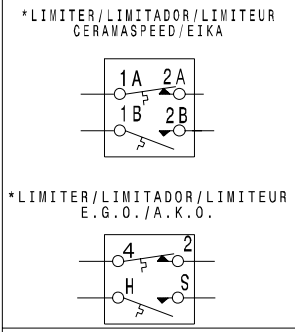 *LIMITER/LIMITADOR/LIMITEUR
CERAMASPEED/EIKA
1A 2A
1B 2B
*LIMITER/LIMITADOR/LIMITEUR
E.G.O./A.K.O.
4 2
H S